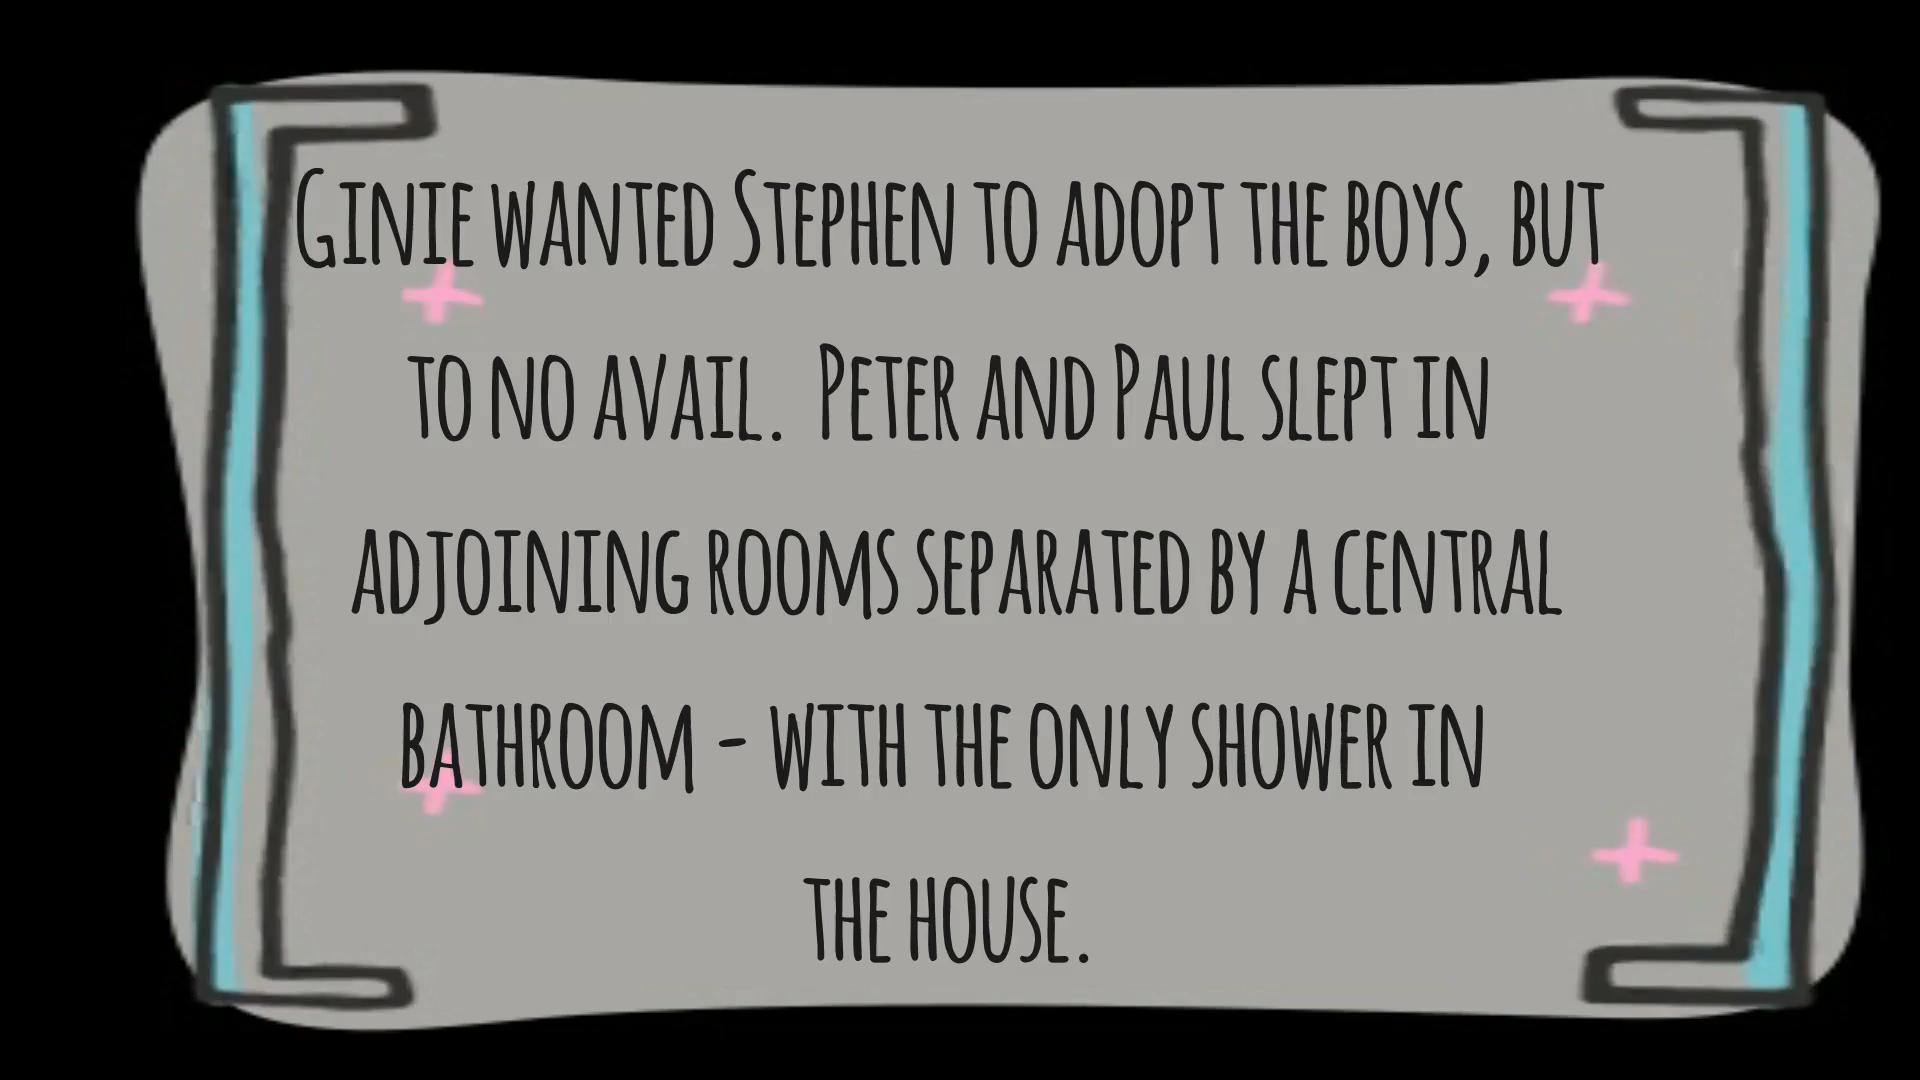 Ginie wanted Stephen to adopt the boys, but
to no avail. Peter and Paul slept in
adjoining rooms separated by a central
bathroom - with the only shower in
the house.